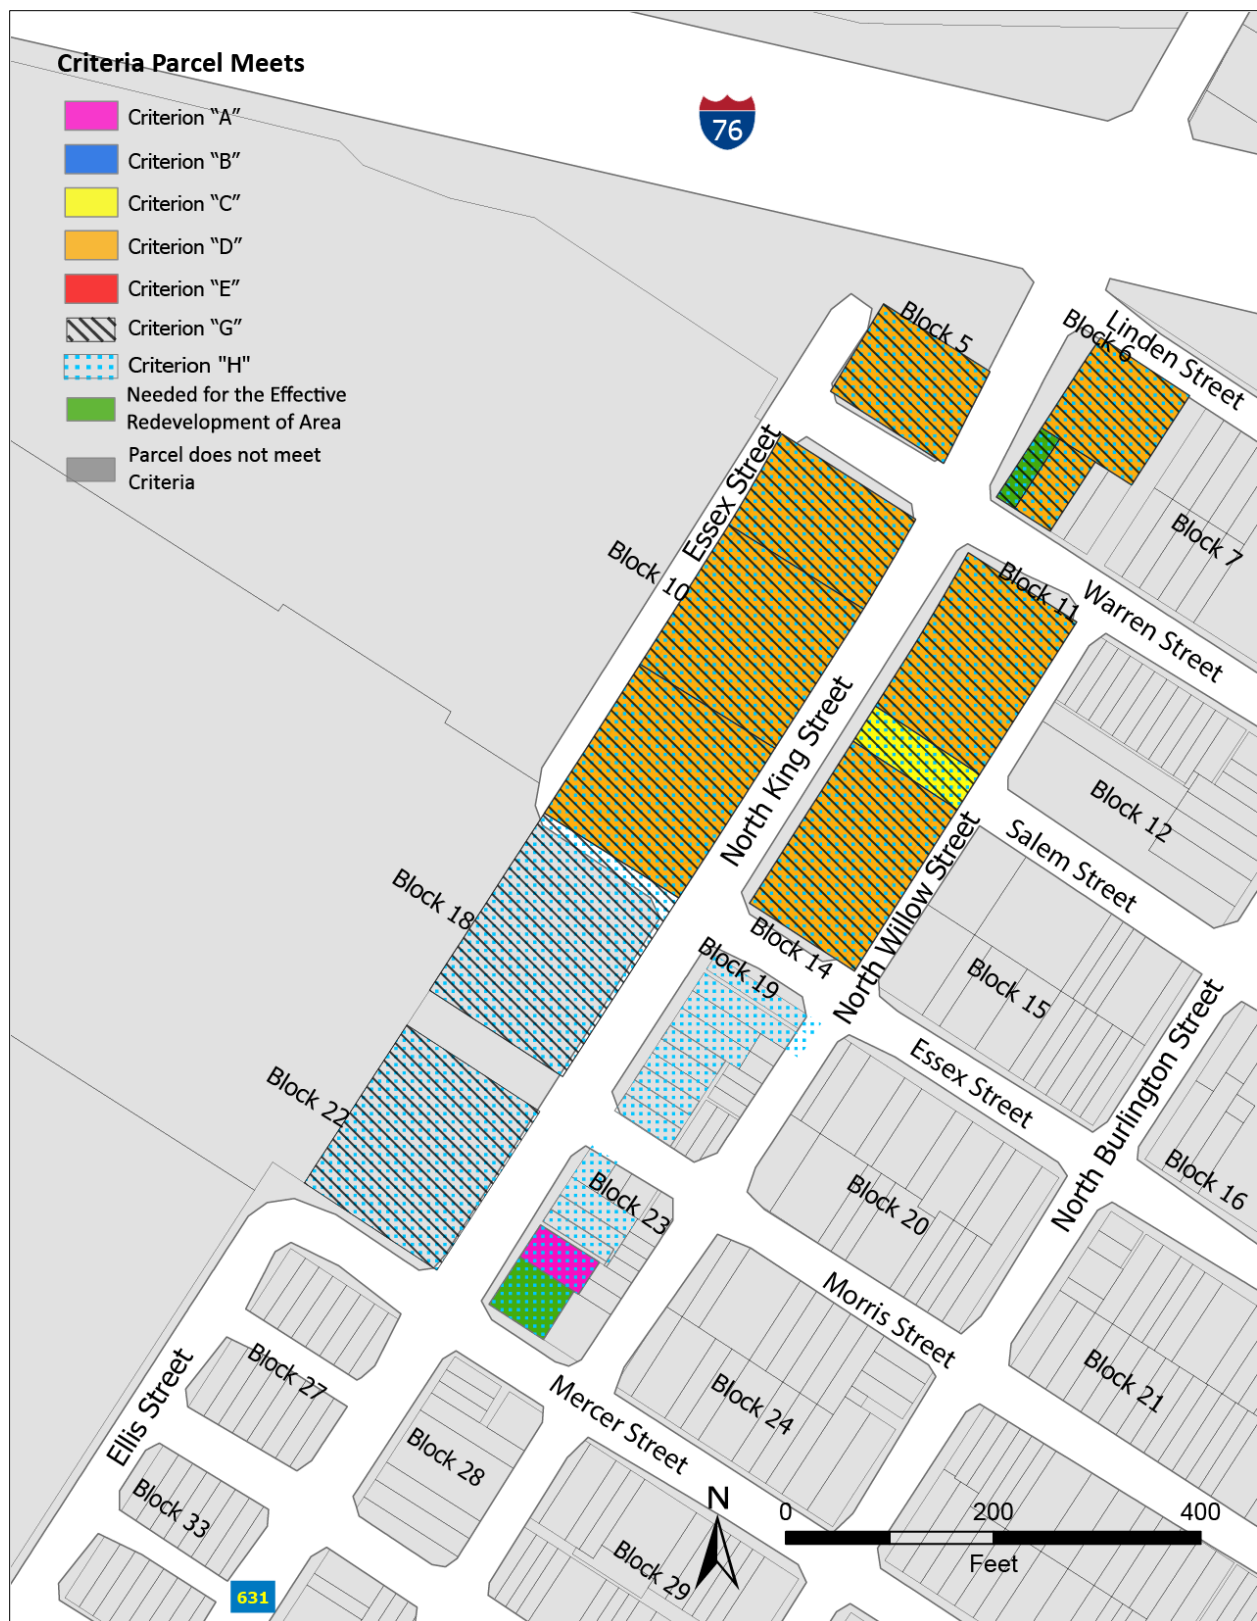 Criteria Parcel Meets
Criterion "A"
Criterion "B"
Criterion "C"
Criterion "D"
Criterion "E"
Criterion "G"
Criterion "H"
Needed for the Effective
Redevelopment of Area
Parcel does not meet
Criteria
76
Block 5
Block 6
Linden Street
Essex Street
Block 7
Block 10
Block 11
Warren Street
North King Street
Block 12
Salem Street
Block 18
Block 14
North Willow Street
Block 19
Block 15
North Burlington Street
Essex Street
Block 22
Block 16
Block 23
Block 20
Morris Street
Ellis Street
Block 27
Mercer Street
Block 24
Block 21
Block 28
Block 33
Block 29
N
0
200
400
Feet
631